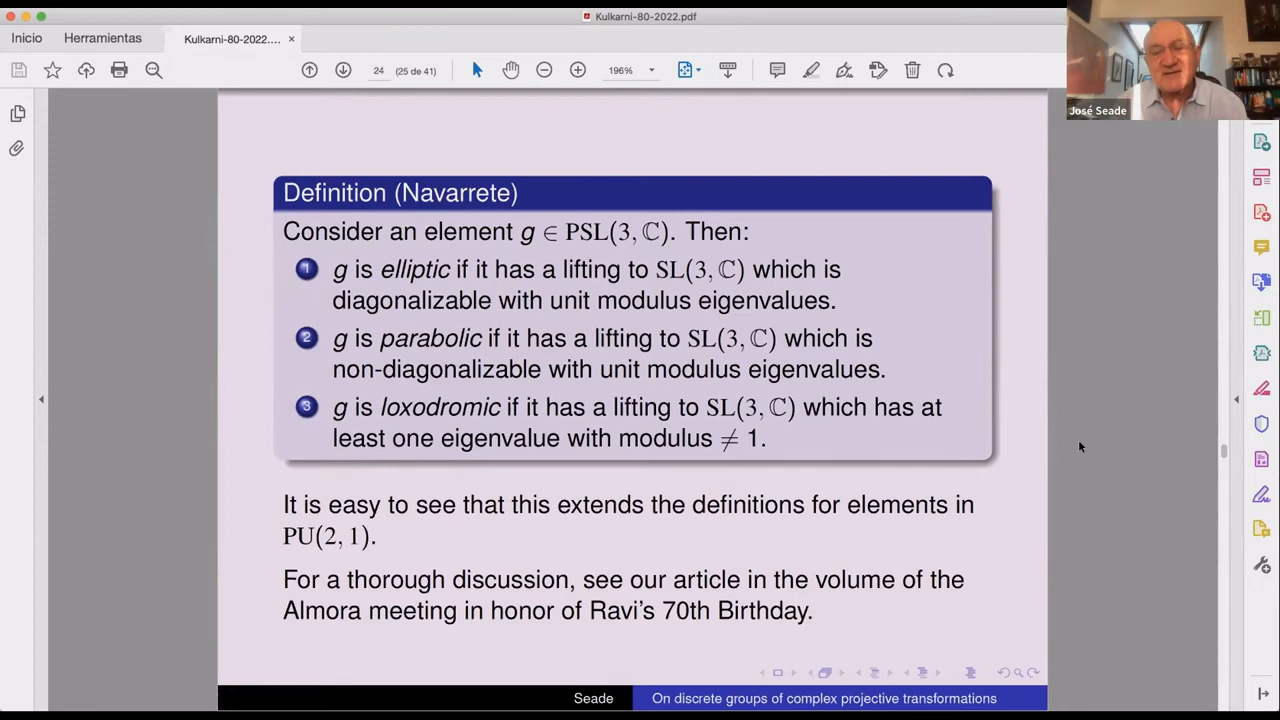 Kulkarni-80-2022.pdf
Inicio
Herramientas
Kulkarni-80-2022....
24
(25 de 41)
196%
José Seade
Definition (Navarrete)
Consider an element g ∈ PSL(3, ℂ). Then:
1 g is elliptic if it has a lifting to SL(3, ℂ) which is
diagonalizable with unit modulus eigenvalues.
2 g is parabolic if it has a lifting to SL(3, ℂ) which is
non-diagonalizable with unit modulus eigenvalues.
3 g is loxodromic if it has a lifting to SL(3, ℂ) which has at
least one eigenvalue with modulus ≠ 1.
It is easy to see that this extends the definitions for elements in
PU(2, 1).
For a thorough discussion, see our article in the volume of the
Almora meeting in honor of Ravi's 70th Birthday.
Seade
On discrete groups of complex projective transformations